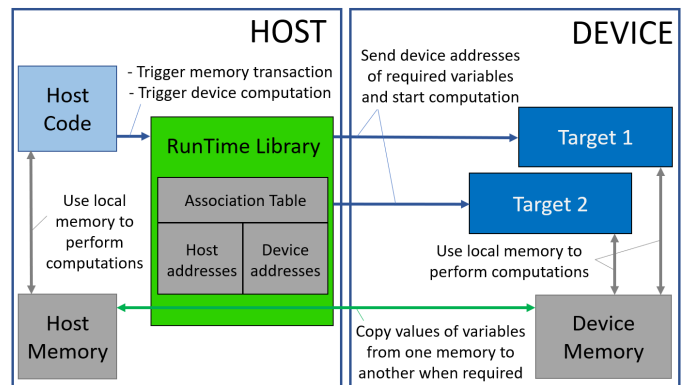 HOST
DEVICE
Host
Code
- Trigger memory transaction
- Trigger device computation
Send device addresses
of required variables
and start computation
RunTime Library
Target 1
Association Table
Target 2
Use local
memory to
perform
computations
Host
addresses
Device
addresses
Use local memory to
perform computations
Host
Memory
Copy values of variables
from one memory to
another when required
Device
Memory